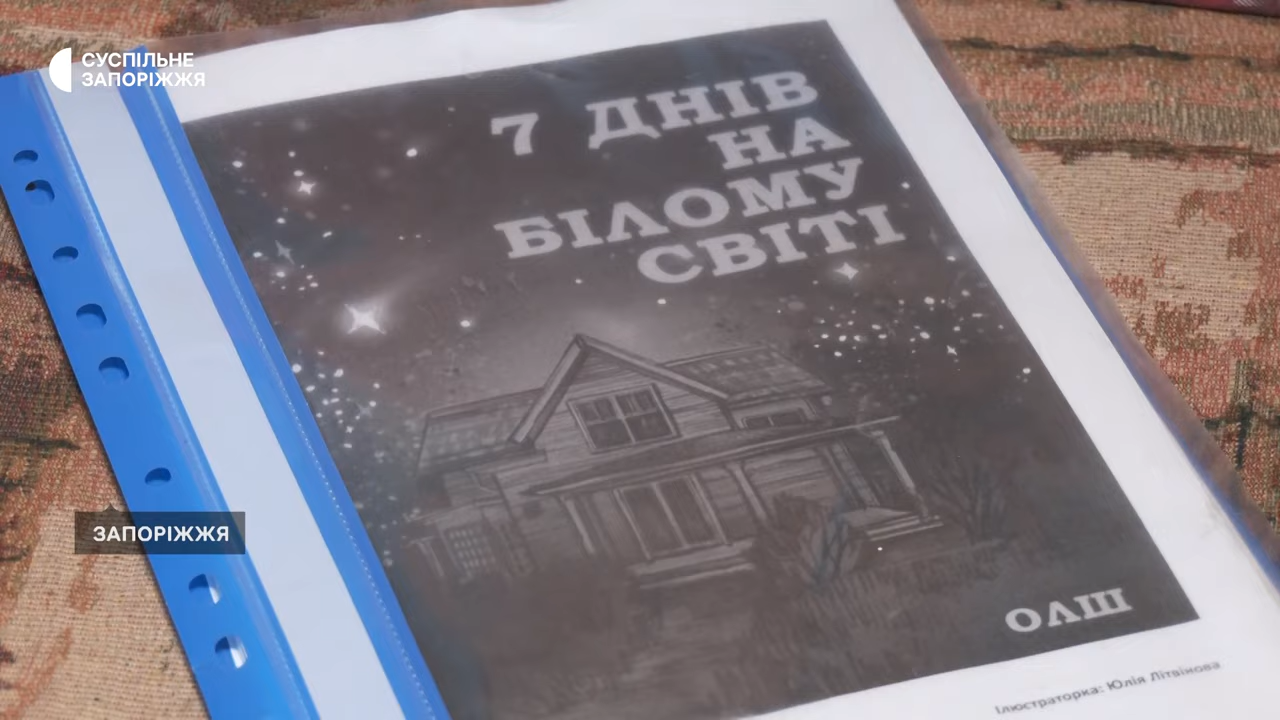 СУСПІЛЬНЕ
ЗАПОРІЖЖЯ
7 ДНІВ
НА
БІЛОМУ
СВІТІ
ЗАПОРІЖЖЯ
ОЛШ
Ілюстраторка: Юлія Літвінова